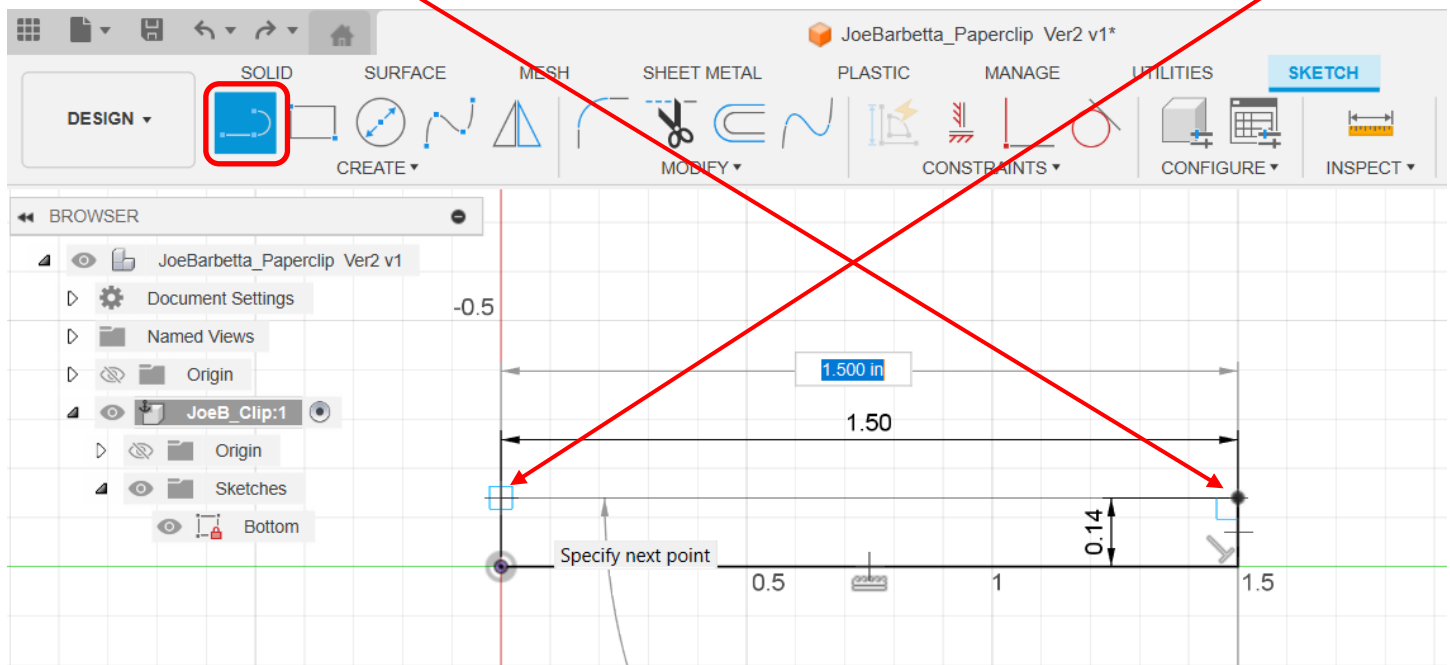 JoeBarbetta_Paperclip Ver2 v1*
SOLID SURFACE MESH SHEET METAL PLASTIC MANAGE UTILITIES SKETCH
DESIGN ▾
CREATE ▾ MODIFY ▾ CONSTRAINTS ▾ CONFIGURE ▾ INSPECT ▾
BROWSER
JoeBarbetta_Paperclip Ver2 v1
Document Settings
-0.5
Named Views
Origin
1.500 in
JoeB_Clip:1
1.50
Origin
Sketches
Bottom
0.14
Specify next point
0.5 1 1.5